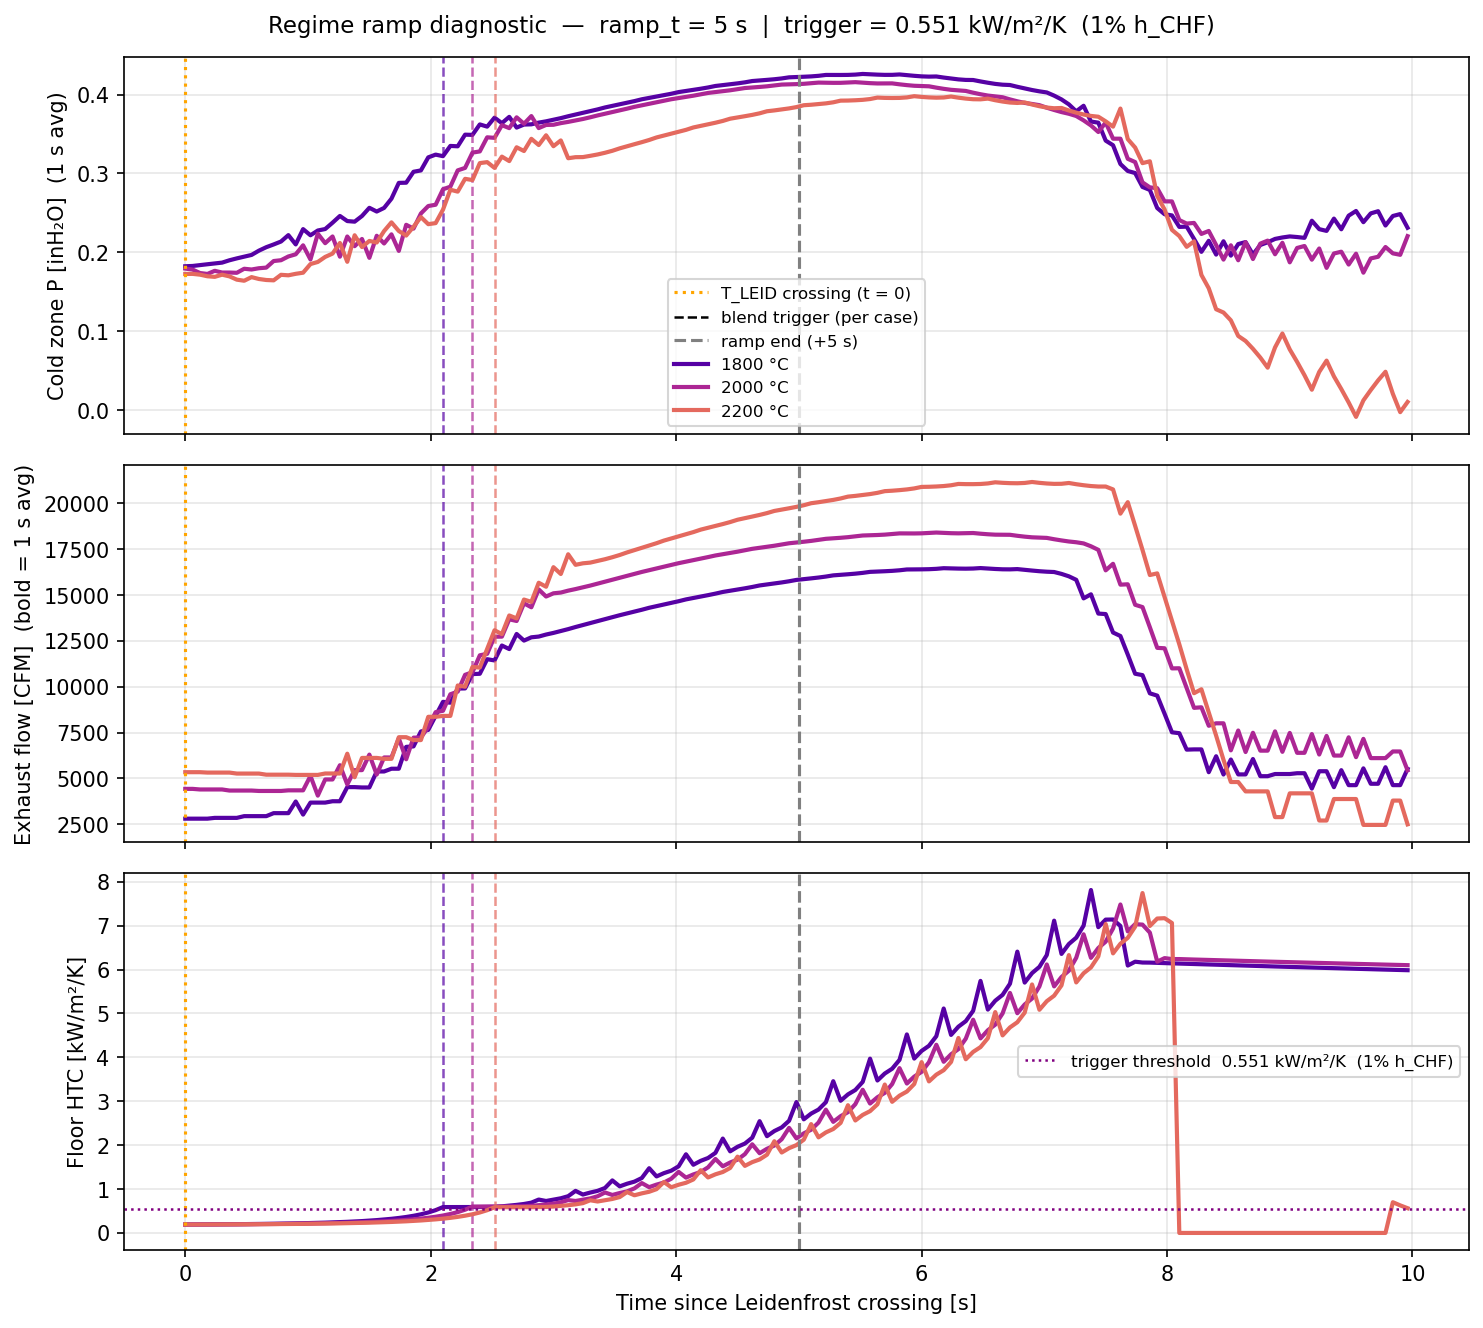 Regime ramp diagnostic — ramp_t = 5 s | trigger = 0.551 kW/m²/K (1% h_CHF)
Cold zone P [inH₂O] (1 s avg)
0.4
0.3
0.2
0.1
0.0
T_LEID crossing (t = 0)
blend trigger (per case)
ramp end (+5 s)
1800 °C
2000 °C
2200 °C
Exhaust flow [CFM] (bold = 1 s avg)
20000
17500
15000
12500
10000
7500
5000
2500
Floor HTC [kW/m²/K]
8
7
6
5
4
3
2
1
0
trigger threshold 0.551 kW/m²/K (1% h_CHF)
0 2 4 6 8 10
Time since Leidenfrost crossing [s]